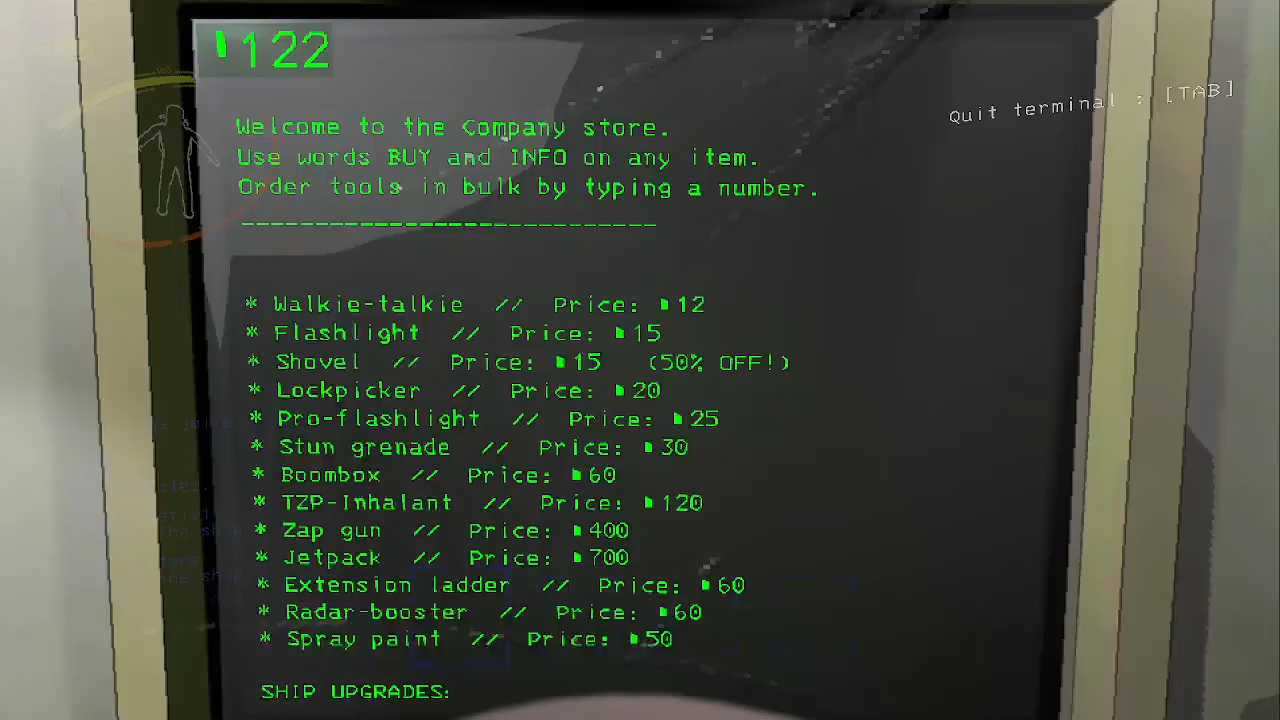 ▮122
Quit terminal : [TAB]
Welcome to the Company store.
Use words BUY and INFO on any item.
Order tools in bulk by typing a number.
----------------------------
* Walkie-talkie // Price: ▮12
* Flashlight // Price: ▮15
* Shovel // Price: ▮15 (50% OFF!)
* Lockpicker // Price: ▮20
* Pro-flashlight // Price: ▮25
* Stun grenade // Price: ▮30
* Boombox // Price: ▮60
* TZP-Inhalant // Price: ▮120
* Zap gun // Price: ▮400
* Jetpack // Price: ▮700
* Extension ladder // Price: ▮60
* Radar-booster // Price: ▮60
* Spray paint // Price: ▮50
SHIP UPGRADES: